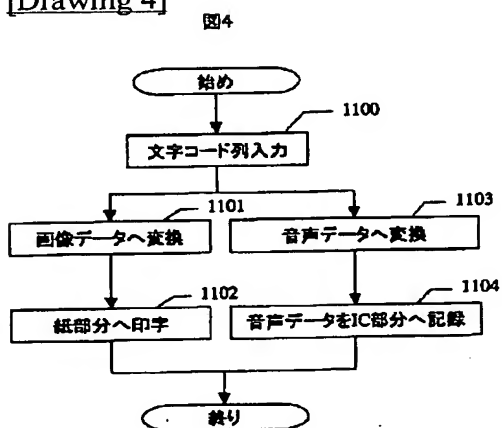 [Drawing 4]
図4
始め
1100
文字コード列入力
1101
画像データへ変換
1103
音声データへ変換
1102
紙部分へ印字
1104
音声データをIC部分へ記録
終り